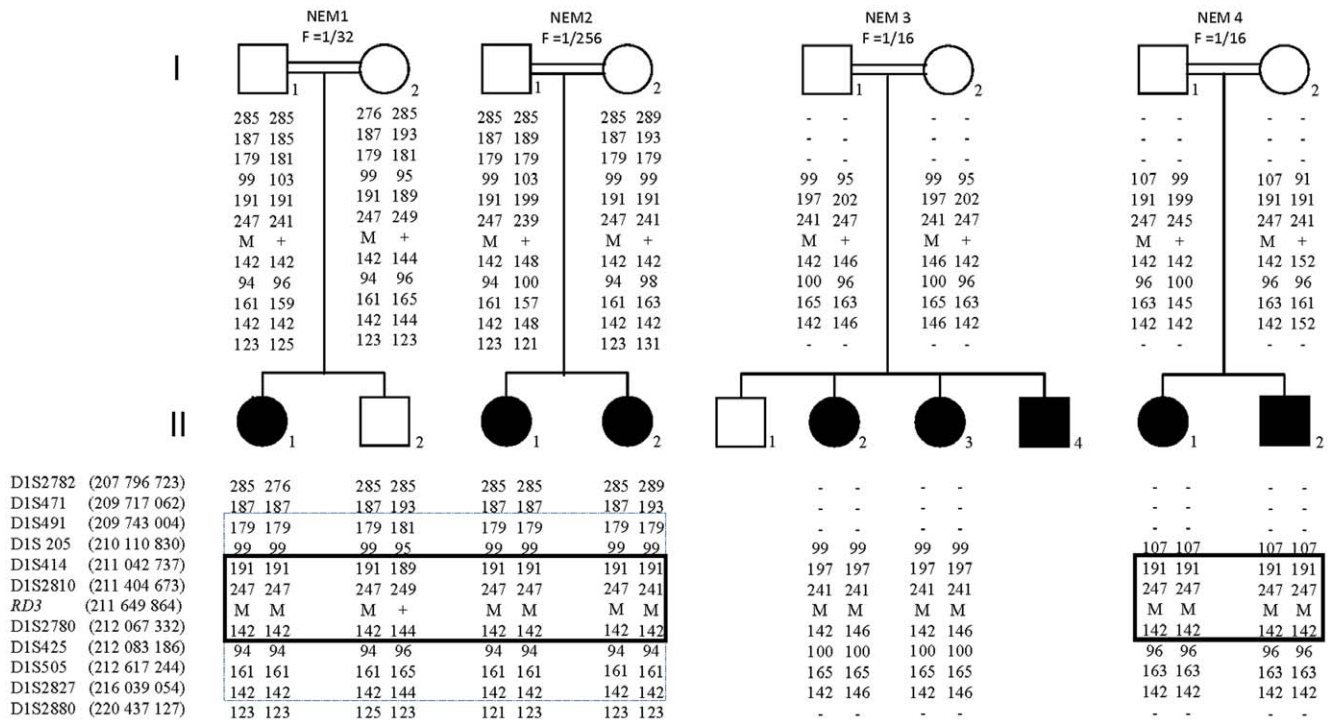 NEM1 NEM2 NEM 3 NEM 4
F =1/32 F =1/256 F =1/16 F =1/16
I
1 2 1 2 1 2 1 2
285 285 276 285 285 285 285 289 - - - - - - - -
187 185 187 193 187 189 187 193 - - - - - - - -
179 181 179 181 179 179 179 179 - - - - - - - -
99 103 99 95 99 103 99 99 99 95 99 95 107 99 107 91
191 191 191 189 191 199 191 191 197 202 197 202 191 199 191 191
247 241 247 249 247 239 247 241 241 247 241 247 247 245 247 241
M + M + M + M + M + M + M + M +
142 142 142 144 142 148 142 142 142 146 146 142 142 142 142 152
94 96 94 96 94 100 94 98 100 96 100 96 96 100 96 96
161 159 161 165 161 157 161 163 165 163 165 163 163 145 163 161
142 142 142 144 142 148 142 142 142 146 146 142 142 142 142 152
123 125 123 123 123 121 123 131 - - - - - - - -
II
1 2 1 2 1 2 3 4 1 2
D1S2782 (207 796 723) 285 276 285 285 285 285 285 289 - - - - - - - -
D1S471 (209 717 062) 187 187 187 193 187 187 187 193 - - - - - - - -
D1S491 (209 743 004) 179 179 179 181 179 179 179 179 - - - - - - - -
D1S 205 (210 110 830) 99 99 99 95 99 99 99 99 99 99 99 99 107 107 107 107
D1S414 (211 042 737) 191 191 191 189 191 191 191 191 197 197 197 197 191 191 191 191
D1S2810 (211 404 673) 247 247 247 249 247 247 247 241 241 241 241 241 247 247 247 247
RD3 (211 649 864) M M M + M M M M M M M M M M M M
D1S2780 (212 067 332) 142 142 142 144 142 142 142 142 142 146 142 146 142 142 142 142
D1S425 (212 083 186) 94 94 94 96 94 94 94 94 100 100 100 100 96 96 96 96
D1S505 (212 617 244) 161 161 161 165 161 161 161 161 165 165 165 165 163 163 163 163
D1S2827 (216 039 054) 142 142 142 144 142 142 142 142 142 146 142 146 142 142 142 142
D1S2880 (220 437 127) 123 123 125 123 121 123 123 123 - - - - - - - -